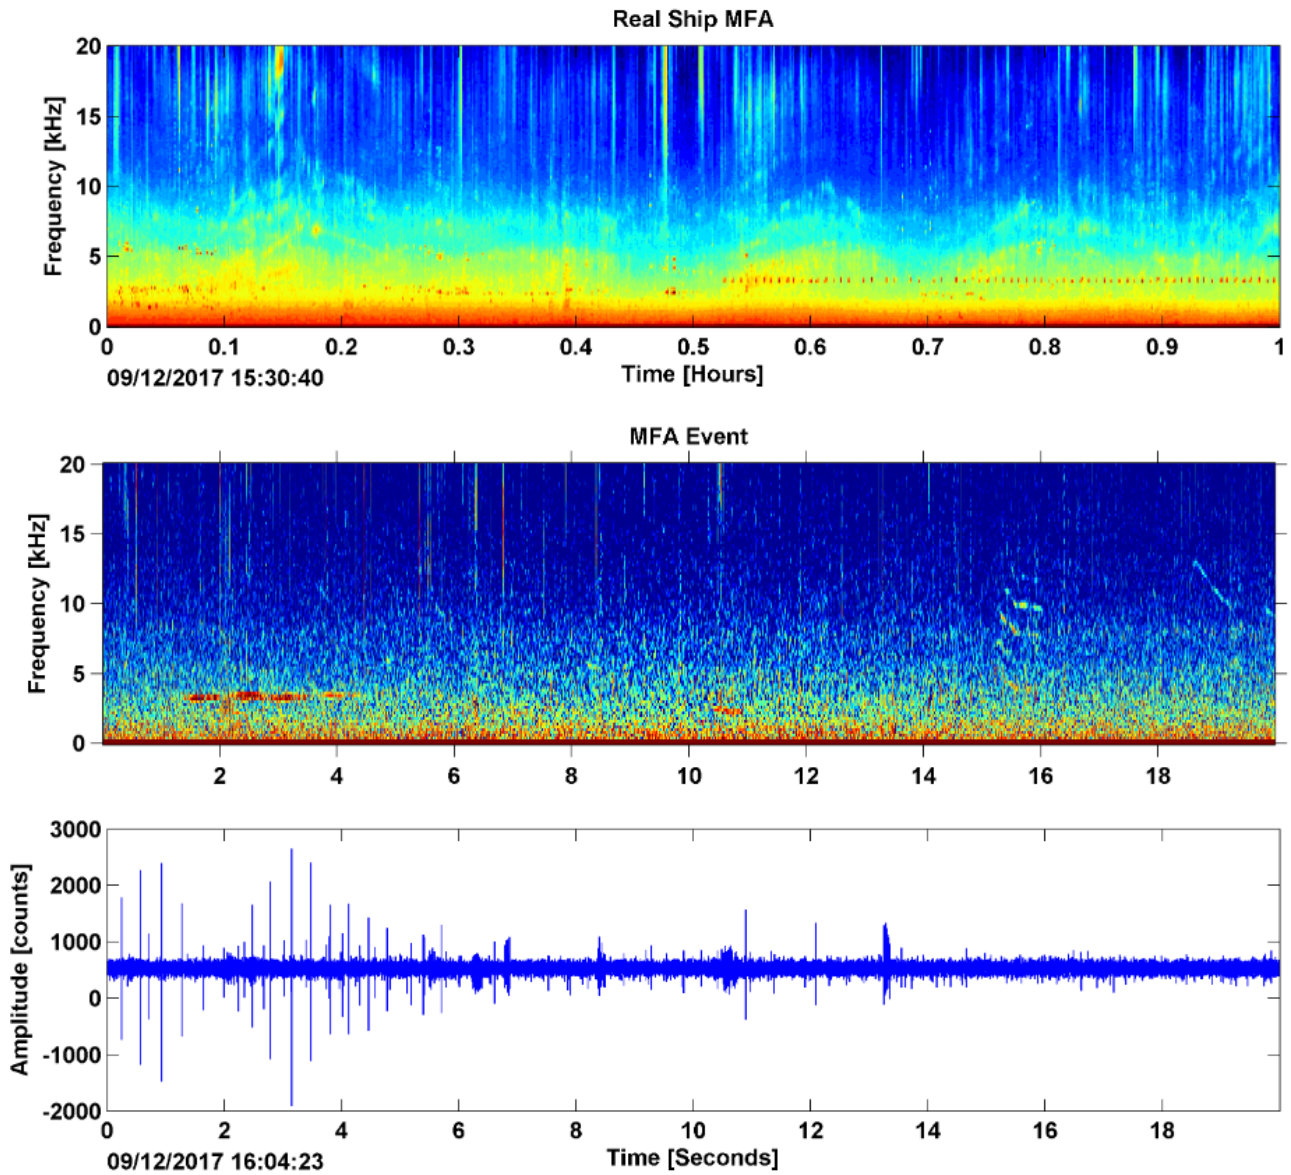 Real Ship MFA
Frequency [kHz]
20
15
10
5
0
0 0.1 0.2 0.3 0.4 0.5 0.6 0.7 0.8 0.9 1
09/12/2017 15:30:40
Time [Hours]
MFA Event
Frequency [kHz]
20
15
10
5
0
2 4 6 8 10 12 14 16 18
Amplitude [counts]
3000
2000
1000
0
-1000
-2000
0 2 4 6 8 10 12 14 16 18
09/12/2017 16:04:23
Time [Seconds]